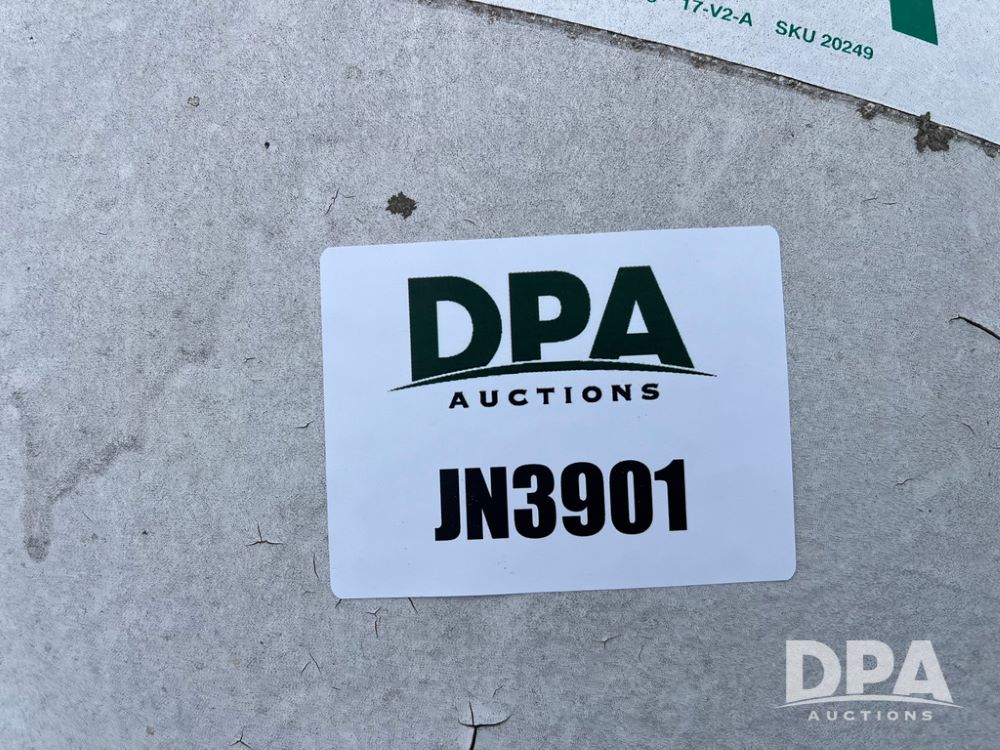 17-V2-A SKU 20249
DPA
AUCTIONS
JN3901
DPA
AUCTIONS